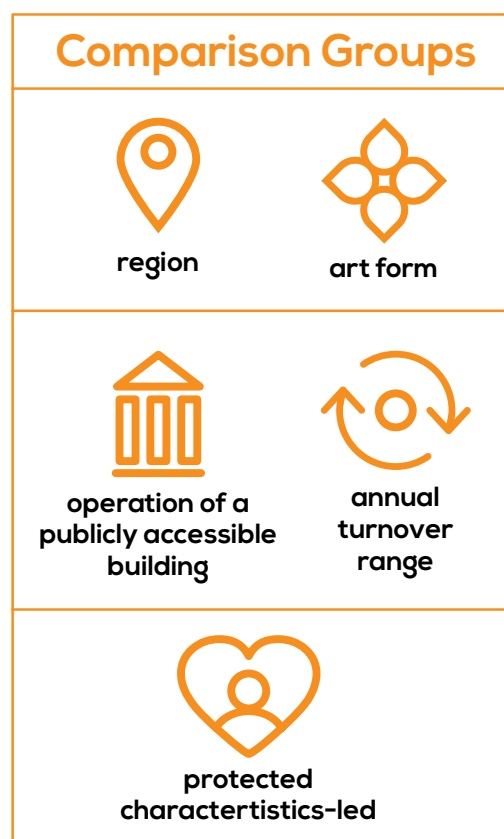 Comparison Groups
region
art form
operation of a
publicly accessible
building
annual
turnover
range
protected
charactertistics-led